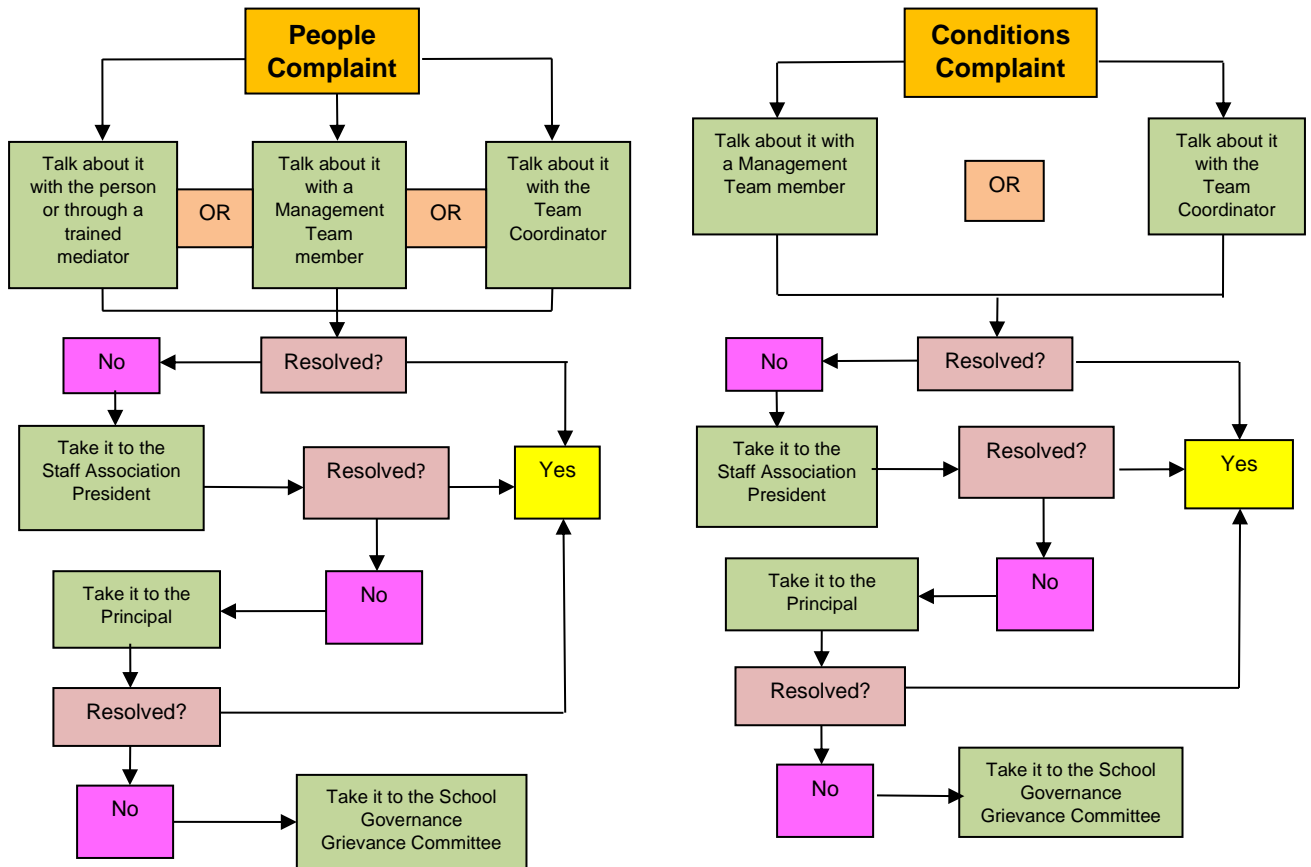 People
Complaint
Talk about it
with the person
or through a
trained
mediator
OR
Talk about it
with a
Management
Team
member
OR
Talk about it
with the
Team
Coordinator
No
Resolved?
Take it to the
Staff Association
President
Resolved?
Yes
Take it to the
Principal
No
Resolved?
No
Take it to the School
Governance
Grievance Committee
Conditions
Complaint
Talk about it with
a Management
Team member
OR
Talk about it
with the
Team
Coordinator
No
Resolved?
Take it to the
Staff Association
President
Resolved?
Yes
Take it to the
Principal
No
Resolved?
No
Take it to the School
Governance
Grievance Committee